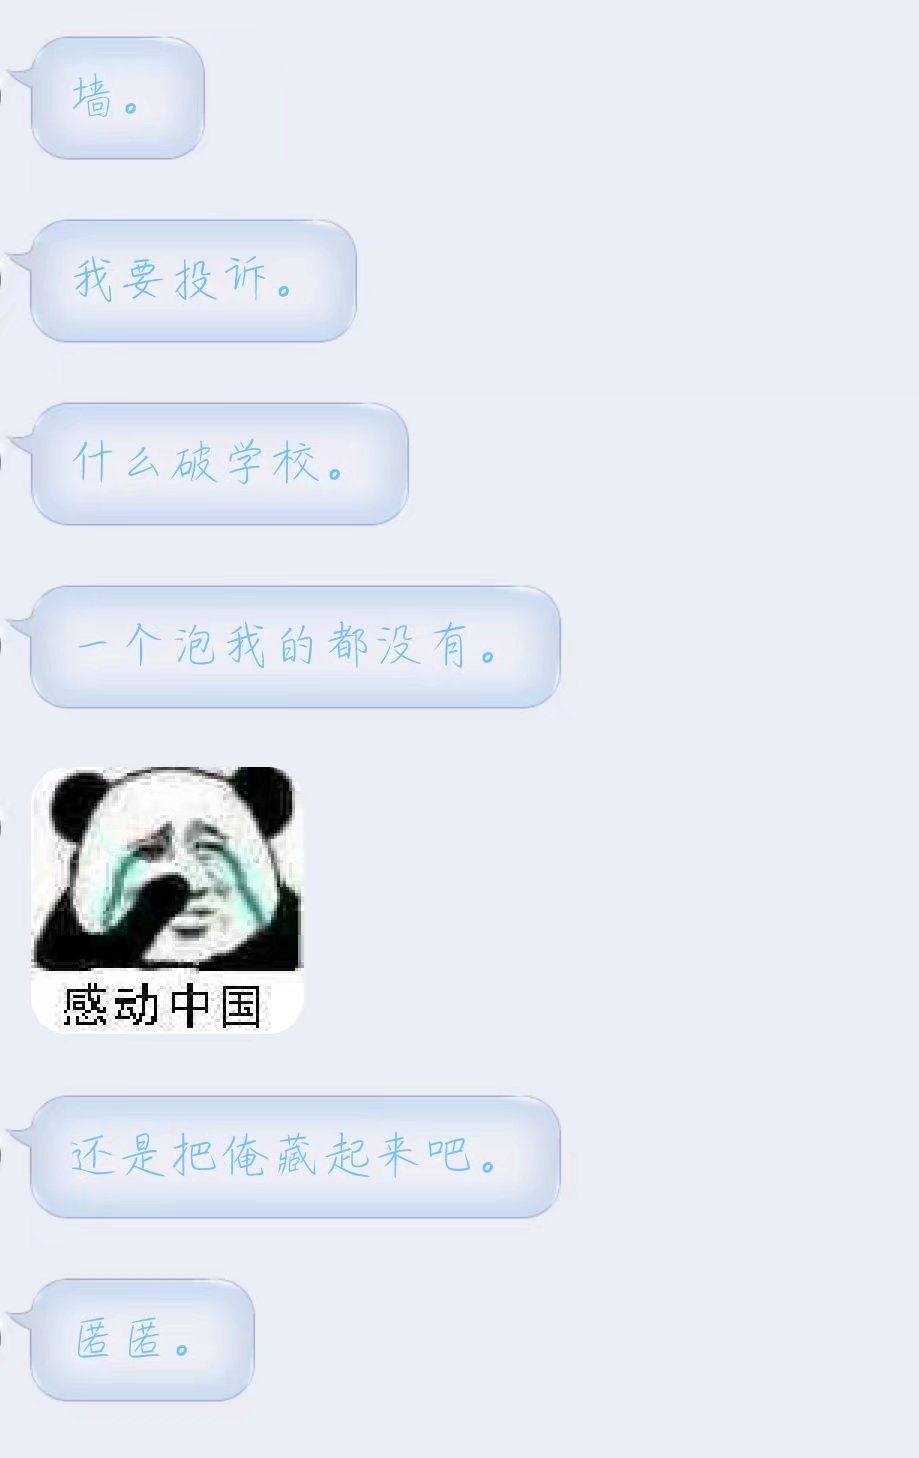 墙。
我要投诉。
什么破学校。
一个泡我的都没有。
感动中国
还是把俺藏起来吧。
匿匿。